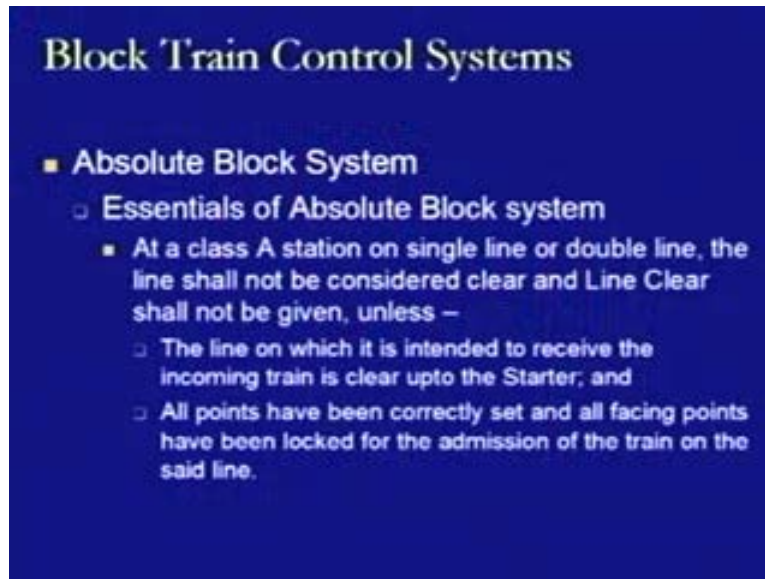 Block Train Control Systems
Absolute Block System
Essentials of Absolute Block system
At a class A station on single line or double line, the
line shall not be considered clear and Line Clear
shall not be given, unless –
The line on which it is intended to receive the
incoming train is clear upto the Starter; and
All points have been correctly set and all facing points
have been locked for the admission of the train on the
said line.